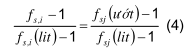 (f_{s,i} − 1) / (f_{s,i}(lit) − 1) = (f_{sj}(ướt) − 1) / (f_{sj}(lit) − 1) (4)